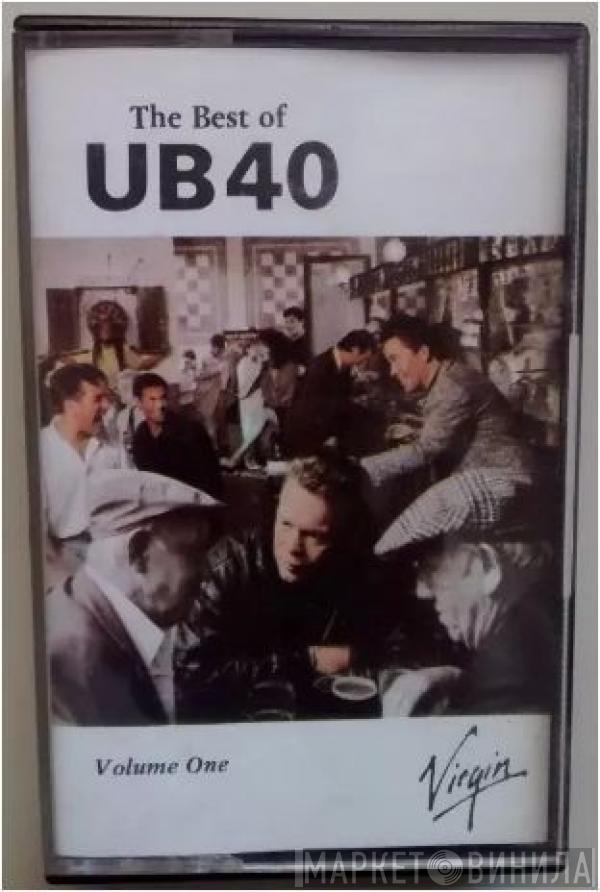 The Best of
UB40
Volume One
Virgin
МАРКЕТ ВИНИЛА